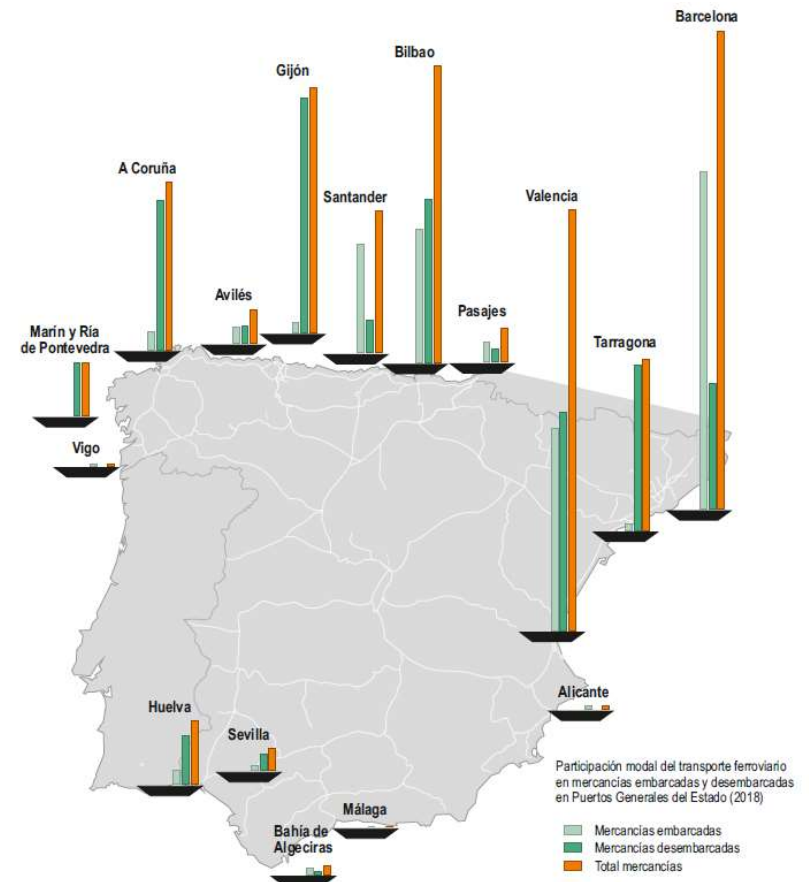 Barcelona
Bilbao
Gijón
A Coruña
Santander
Valencia
Avilés
Pasajes
Marín y Ría
de Pontevedra
Tarragona
Vigo
Alicante
Huelva
Sevilla
Málaga
Bahía de
Algeciras
Participación modal del transporte ferroviario
en mercancías embarcadas y desembarcadas
en Puertos Generales del Estado (2018)
Mercancías embarcadas
Mercancías desembarcadas
Total mercancías